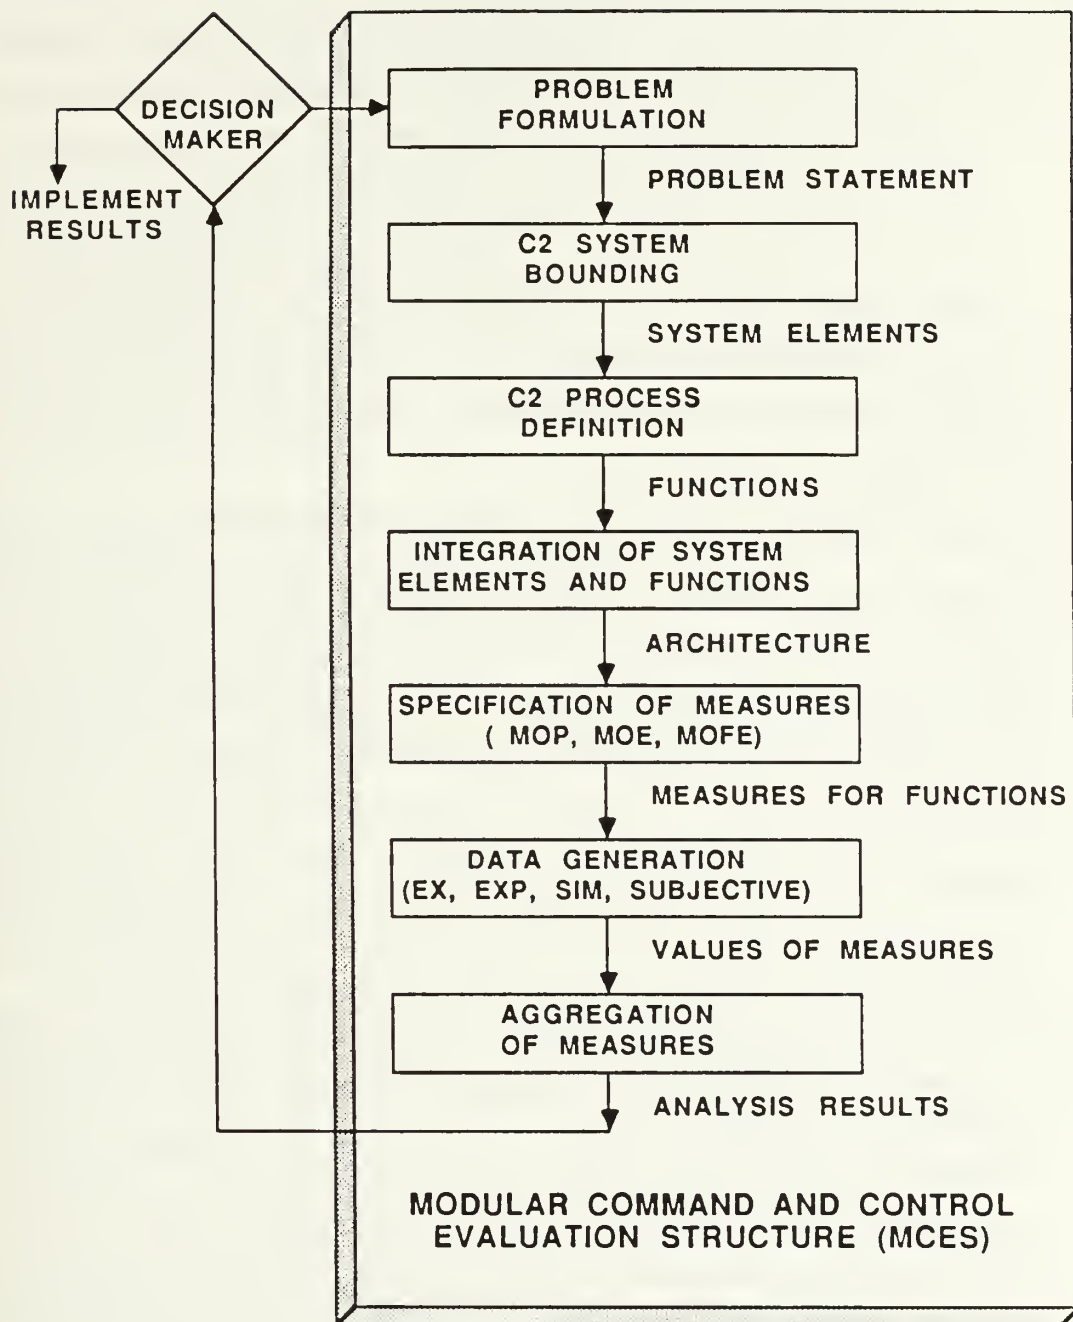 DECISION
MAKER
IMPLEMENT
RESULTS
PROBLEM
FORMULATION
PROBLEM STATEMENT
C2 SYSTEM
BOUNDING
SYSTEM ELEMENTS
C2 PROCESS
DEFINITION
FUNCTIONS
INTEGRATION OF SYSTEM
ELEMENTS AND FUNCTIONS
ARCHITECTURE
SPECIFICATION OF MEASURES
( MOP, MOE, MOFE)
MEASURES FOR FUNCTIONS
DATA GENERATION
(EX, EXP, SIM, SUBJECTIVE)
VALUES OF MEASURES
AGGREGATION
OF MEASURES
ANALYSIS RESULTS
MODULAR COMMAND AND CONTROL
EVALUATION STRUCTURE (MCES)